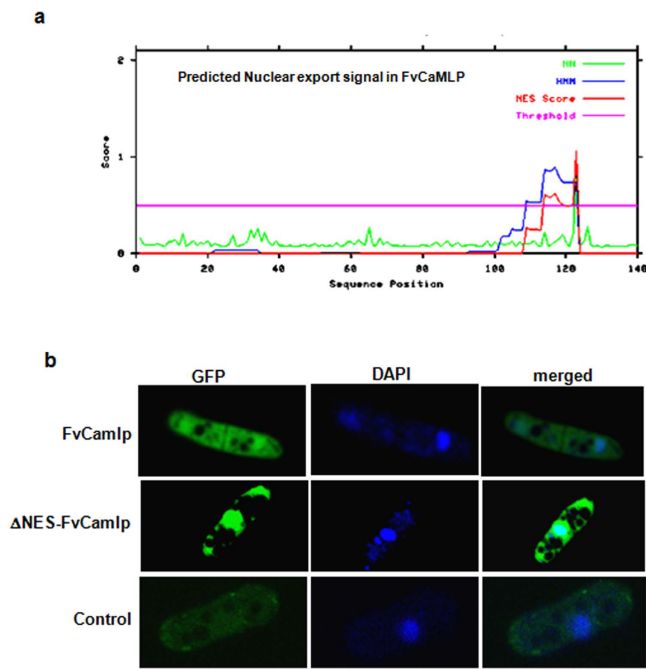 a
2
Predicted Nuclear export signal in FvCaMLP
NN
HMM
NES Score
Threshold
Score
1
0
0 20 40 60 80 100 120 140
Sequence Position
b
GFP DAPI merged
FvCamlp
ΔNES-FvCamlp
Control